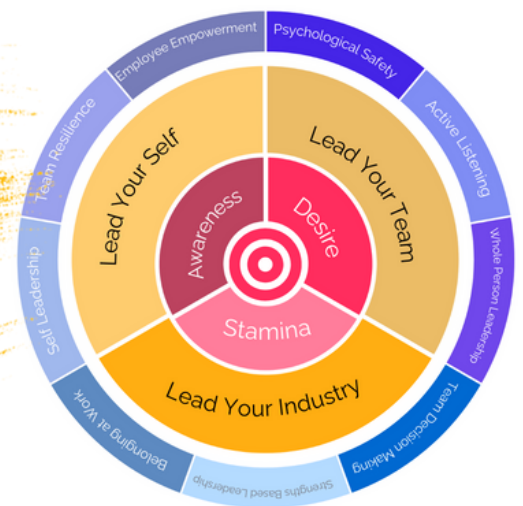 Psychological Safety
Active Listening
Whole Person Leadership
Team Decision Making
Strengths Based Leadership
Belonging at Work
Self Leadership
Team Resilience
Employee Empowerment
Lead Your Self
Lead Your Team
Lead Your Industry
Awareness
Desire
Stamina